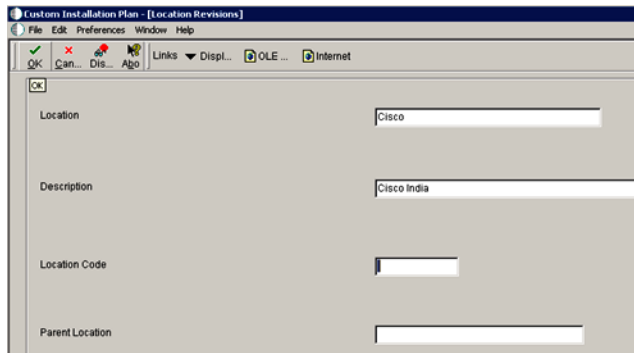 Custom Installation Plan - [Location Revisions]
File Edit Preferences Window Help
OK Can... Dis... Abo Links Displ... OLE ... Internet
OK
Location Cisco
Description Cisco India
Location Code
Parent Location